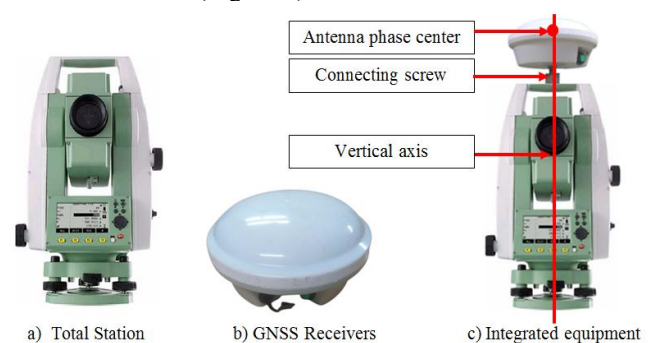 Antenna phase center
Connecting screw
Vertical axis
a) Total Station
b) GNSS Receivers
c) Integrated equipment